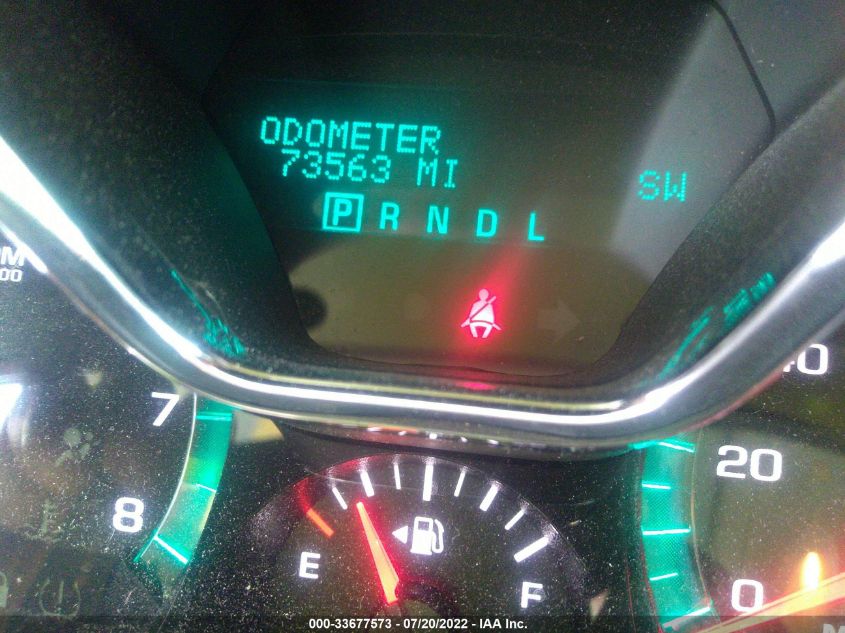 ODOMETER
73563 MI
SW
P R N D L
7
8
E
F
20
0
000-33677573 - 07/20/2022 - IAA Inc.